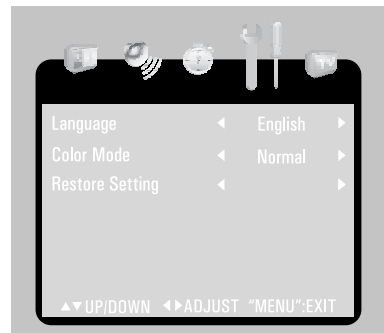 Language ◀ English ▶
Color Mode ◀ Normal ▶
Restore Setting ◀ ▶
▲▼UP/DOWN ◀▶ADJUST "MENU":EXIT